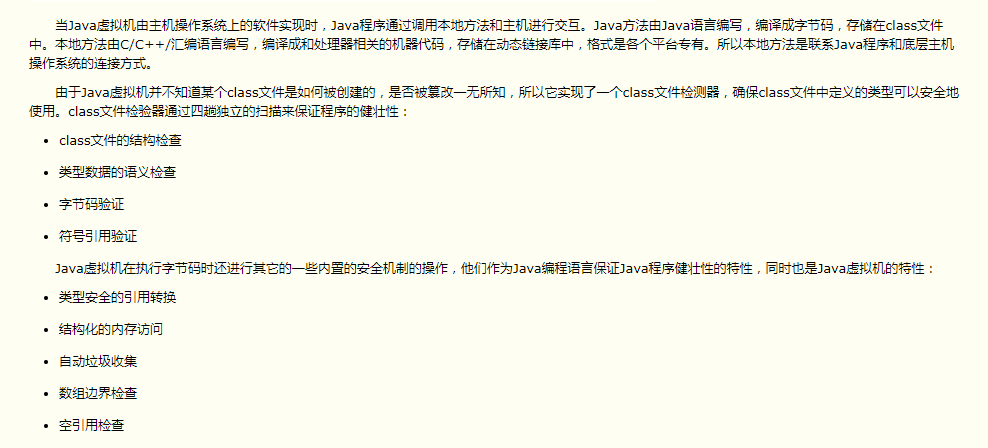 当Java虚拟机由主机操作系统上的软件实现时，Java程序通过调用本地方法和主机进行交互。Java方法由Java语言编写，编译成字节码，存储在class文件
中。本地方法由C/C++/汇编语言编写，编译成和处理器相关的机器代码，存储在动态链接库中，格式是各个平台专有。所以本地方法是联系Java程序和底层主机
操作系统的连接方式。
由于Java虚拟机并不知道某个class文件是如何被创建的，是否被篡改一无所知，所以它实现了一个class文件检测器，确保class文件中定义的类型可以安全地
使用。class文件检验器通过四趟独立的扫描来保证程序的健壮性：
• class文件的结构检查
• 类型数据的语义检查
• 字节码验证
• 符号引用验证
Java虚拟机在执行字节码时还进行其它的一些内置的安全机制的操作，他们作为Java编程语言保证Java程序健壮性的特性，同时也是Java虚拟机的特性：
• 类型安全的引用转换
• 结构化的内存访问
• 自动垃圾收集
• 数组边界检查
• 空引用检查